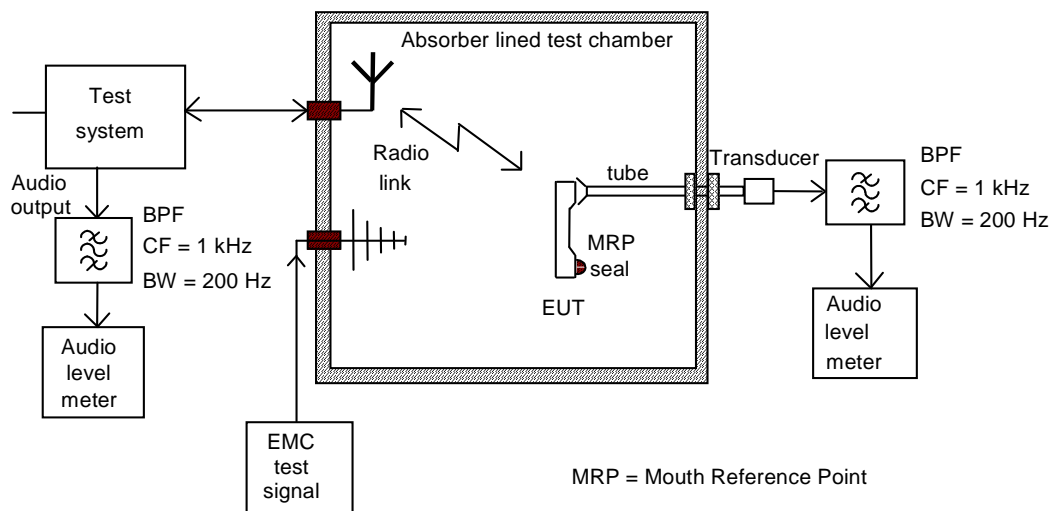 Absorber lined test chamber
Test
system
Audio
output
BPF
CF = 1 kHz
BW = 200 Hz
Audio
level
meter
EMC
test
signal
Radio
link
tube
MRP
seal
EUT
Transducer
BPF
CF = 1 kHz
BW = 200 Hz
Audio
level
meter
MRP = Mouth Reference Point